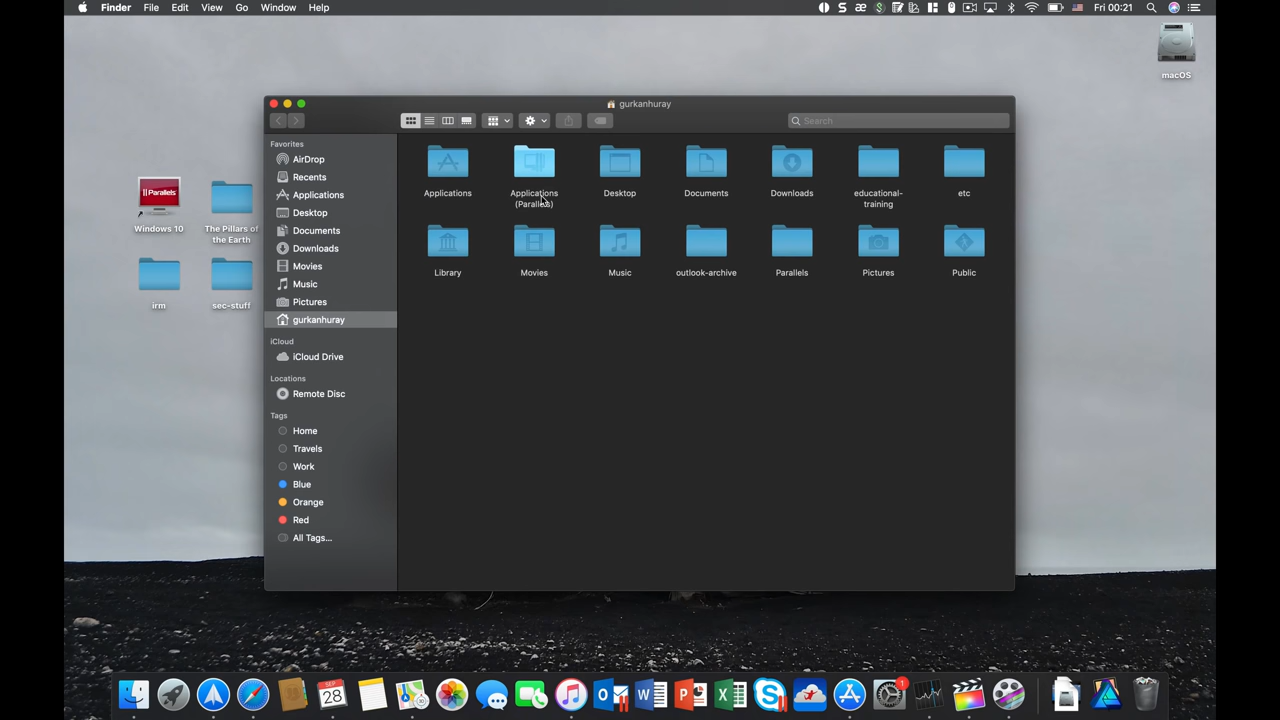 Finder File Edit View Go Window Help
Fri 00:21
macOS
gurkanhuray
Search
Favorites
AirDrop
Recents
Applications
Desktop
Documents
Downloads
Movies
Music
Pictures
gurkanhuray
iCloud
iCloud Drive
Locations
Remote Disc
Tags
Home
Travels
Work
Blue
Orange
Red
All Tags...
Applications
Applications
(Parallels)
Desktop
Documents
Downloads
educational-
training
etc
Library
Movies
Music
outlook-archive
Parallels
Pictures
Public
Parallels
Windows 10
The Pillars of
the Earth
irm
sec-stuff
SEP
28
1